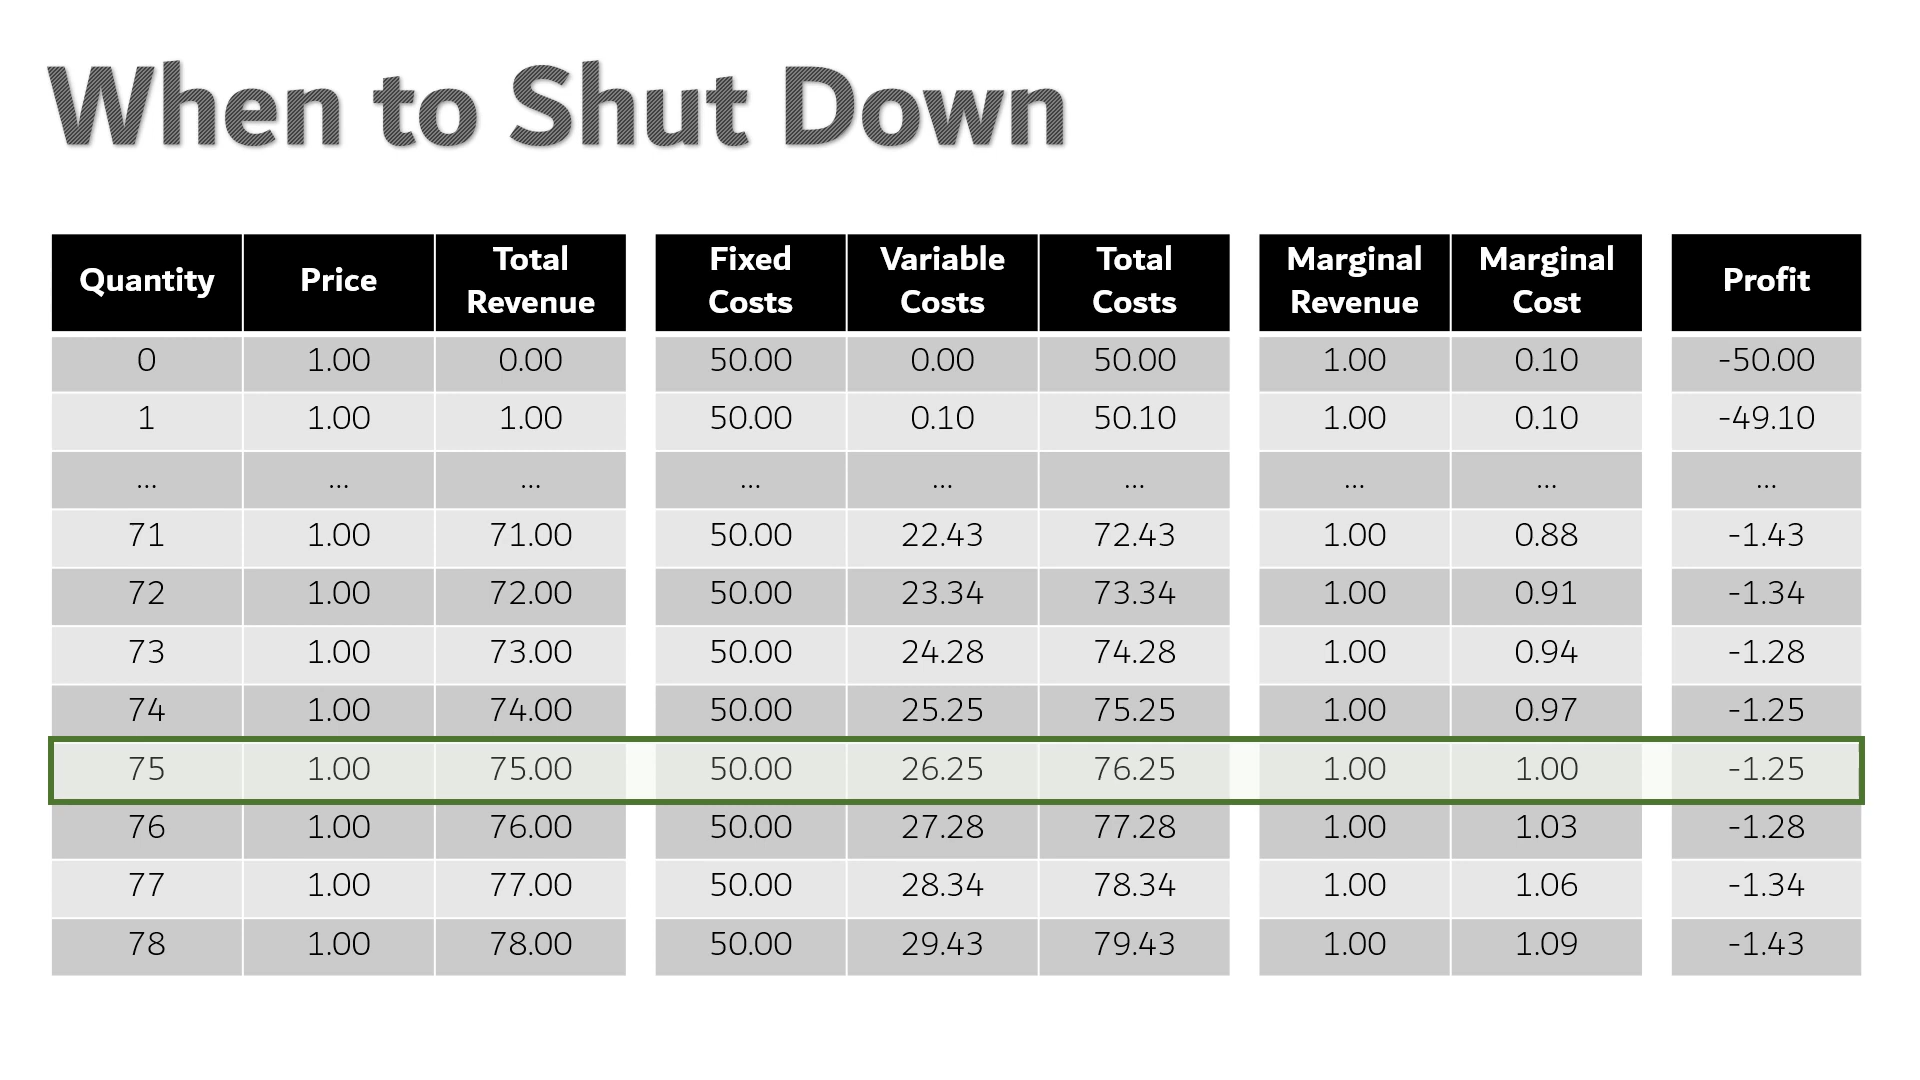 When to Shut Down
Quantity Price Total Revenue Fixed Costs Variable Costs Total Costs Marginal Revenue Marginal Cost Profit
0 1.00 0.00 50.00 0.00 50.00 1.00 0.10 -50.00
1 1.00 1.00 50.00 0.10 50.10 1.00 0.10 -49.10
... ... ... ... ... ... ... ... ...
71 1.00 71.00 50.00 22.43 72.43 1.00 0.88 -1.43
72 1.00 72.00 50.00 23.34 73.34 1.00 0.91 -1.34
73 1.00 73.00 50.00 24.28 74.28 1.00 0.94 -1.28
74 1.00 74.00 50.00 25.25 75.25 1.00 0.97 -1.25
75 1.00 75.00 50.00 26.25 76.25 1.00 1.00 -1.25
76 1.00 76.00 50.00 27.28 77.28 1.00 1.03 -1.28
77 1.00 77.00 50.00 28.34 78.34 1.00 1.06 -1.34
78 1.00 78.00 50.00 29.43 79.43 1.00 1.09 -1.43